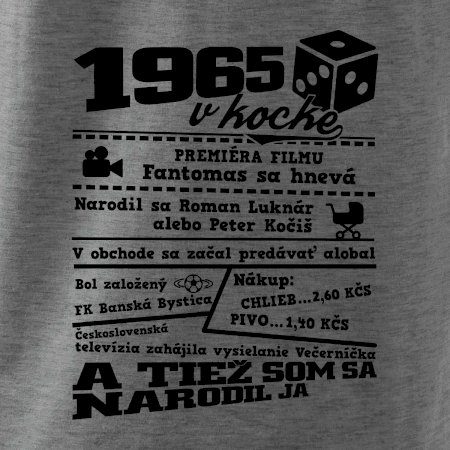 1965
v kocke
PREMIÉRA FILMU
Fantomas sa hnevá
Narodil sa Roman Luknár
alebo Peter Kočiš
V obchode sa začal predávať alobal
Bol založený
FK Banská Bystica
Nákup:
CHLIEB...2,60 KČS
PIVO...1,40 KČS
Československá
televízia zahájila vysielanie Večerníčka
A TIEŽ SOM SA
NARODIL JA